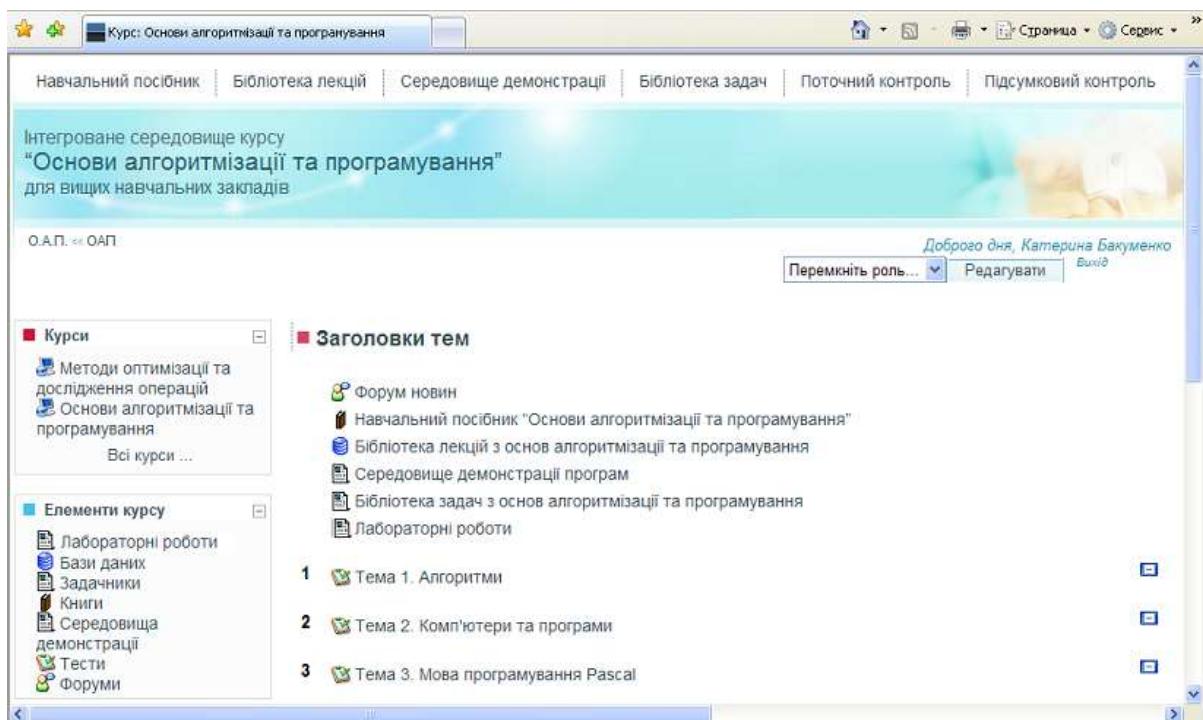 Курс: Основи алгоритмізації та програмування
Страница
Сервис
»
Навчальний посібник
Бібліотека лекцій
Середовище демонстрації
Бібліотека задач
Поточний контроль
Підсумковий контроль
Інтегроване середовище курсу
“Основи алгоритмізації та програмування”
для вищих навчальних закладів
О.А.П. << ОАП
Доброго дня, Катерина Бакуменко
Перемкніть роль...
Редагувати
Вихід
Курси
Методи оптимізації та
дослідження операцій
Основи алгоритмізації та
програмування
Всі курси ...
Елементи курсу
Лабораторні роботи
Бази даних
Задачники
Книги
Середовища
демонстрації
Тести
Форуми
Заголовки тем
Форум новин
Навчальний посібник "Основи алгоритмізації та програмування"
Бібліотека лекцій з основ алгоритмізації та програмування
Середовище демонстрації програм
Бібліотека задач з основ алгоритмізації та програмування
Лабораторні роботи
1 Тема 1. Алгоритми
2 Тема 2. Комп'ютери та програми
3 Тема 3. Мова програмування Pascal